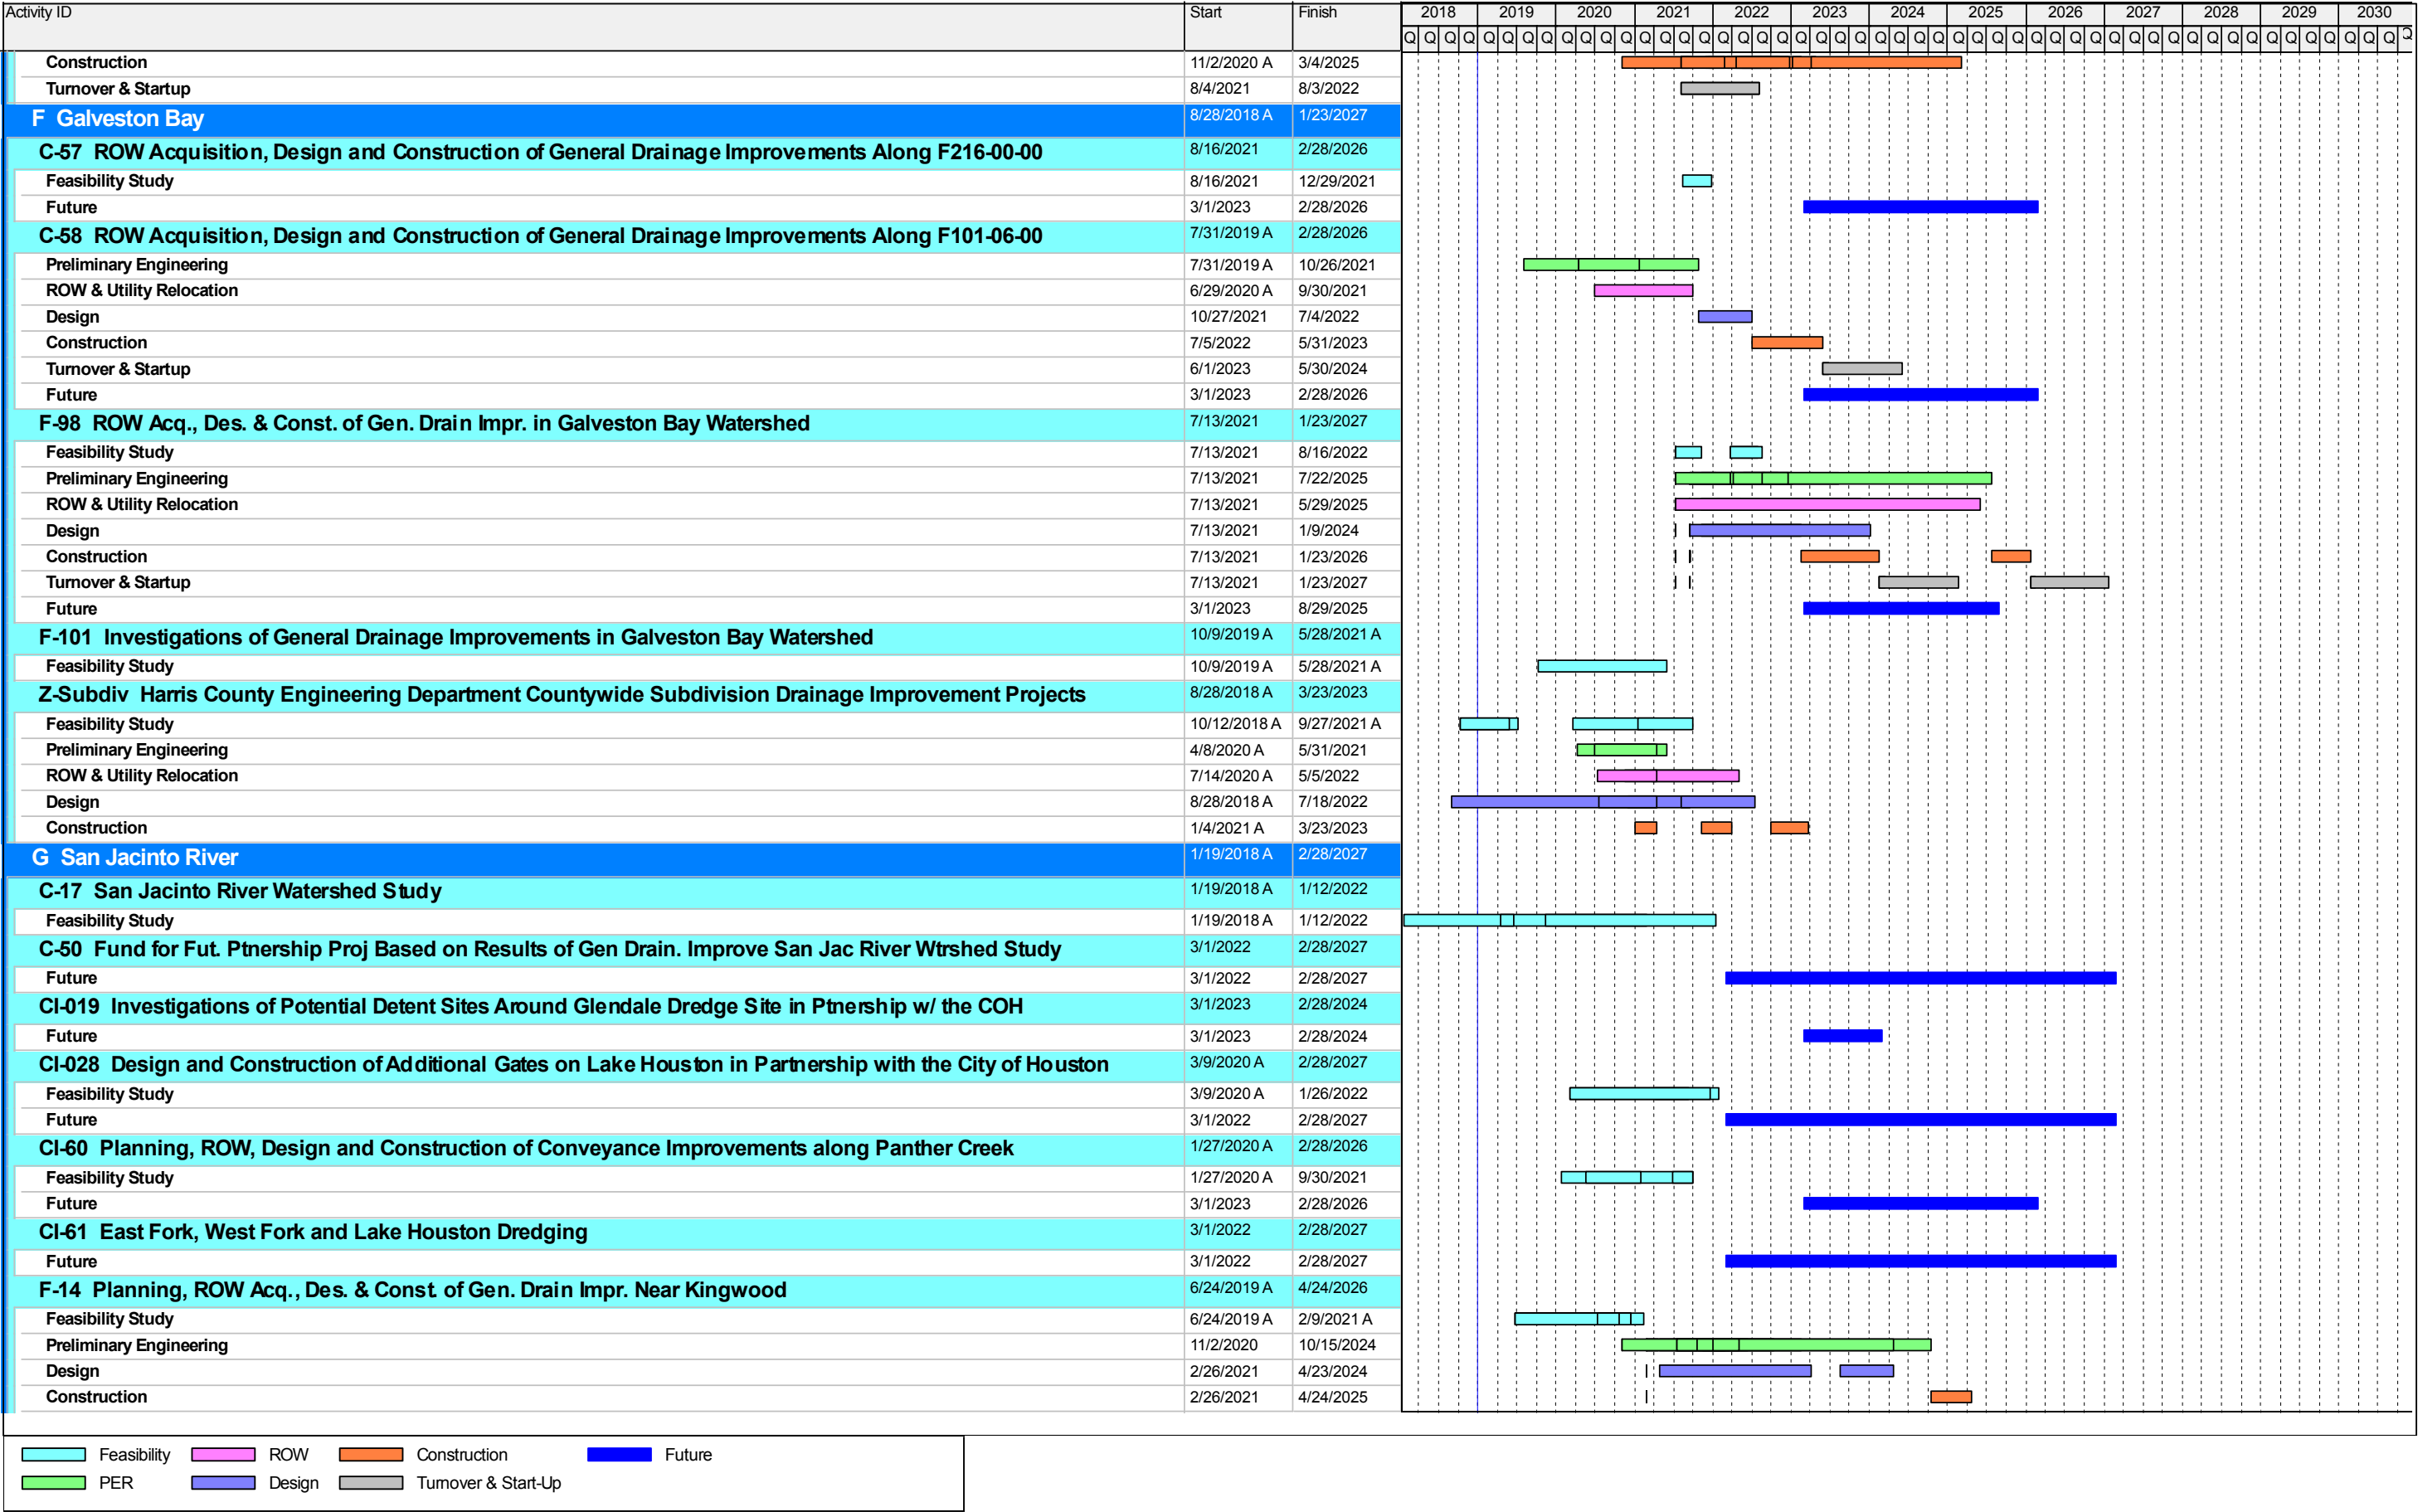 Activity ID Start Finish 2018 2019 2020 2021 2022 2023 2024 2025 2026 2027 2028 2029 2030
Q Q Q Q Q Q Q Q Q Q Q Q Q Q Q Q Q Q Q Q Q Q Q Q Q Q Q Q Q Q Q Q Q Q Q Q Q Q Q Q Q Q Q Q Q Q Q Q Q Q Q Q
Construction 11/2/2020 A 3/4/2025
Turnover & Startup 8/4/2021 8/3/2022
F Galveston Bay 8/28/2018 A 1/23/2027
C-57 ROW Acquisition, Design and Construction of General Drainage Improvements Along F216-00-00 8/16/2021 2/28/2026
Feasibility Study 8/16/2021 12/29/2021
Future 3/1/2023 2/28/2026
C-58 ROW Acquisition, Design and Construction of General Drainage Improvements Along F101-06-00 7/31/2019 A 2/28/2026
Preliminary Engineering 7/31/2019 A 10/26/2021
ROW & Utility Relocation 6/29/2020 A 9/30/2021
Design 10/27/2021 7/4/2022
Construction 7/5/2022 5/31/2023
Turnover & Startup 6/1/2023 5/30/2024
Future 3/1/2023 2/28/2026
F-98 ROW Acq., Des. & Const. of Gen. Drain Impr. in Galveston Bay Watershed 7/13/2021 1/23/2027
Feasibility Study 7/13/2021 8/16/2022
Preliminary Engineering 7/13/2021 7/22/2025
ROW & Utility Relocation 7/13/2021 5/29/2025
Design 7/13/2021 1/9/2024
Construction 7/13/2021 1/23/2026
Turnover & Startup 7/13/2021 1/23/2027
Future 3/1/2023 8/29/2025
F-101 Investigations of General Drainage Improvements in Galveston Bay Watershed 10/9/2019 A 5/28/2021 A
Feasibility Study 10/9/2019 A 5/28/2021 A
Z-Subdiv Harris County Engineering Department Countywide Subdivision Drainage Improvement Projects 8/28/2018 A 3/23/2023
Feasibility Study 10/12/2018 A 9/27/2021 A
Preliminary Engineering 4/8/2020 A 5/31/2021
ROW & Utility Relocation 7/14/2020 A 5/5/2022
Design 8/28/2018 A 7/18/2022
Construction 1/4/2021 A 3/23/2023
G San Jacinto River 1/19/2018 A 2/28/2027
C-17 San Jacinto River Watershed Study 1/19/2018 A 1/12/2022
Feasibility Study 1/19/2018 A 1/12/2022
C-50 Fund for Fut. Ptnership Proj Based on Results of Gen Drain. Improve San Jac River Wtrshed Study 3/1/2022 2/28/2027
Future 3/1/2022 2/28/2027
CI-019 Investigations of Potential Detent Sites Around Glendale Dredge Site in Ptnership w/ the COH 3/1/2023 2/28/2024
Future 3/1/2023 2/28/2024
CI-028 Design and Construction of Additional Gates on Lake Houston in Partnership with the City of Houston 3/9/2020 A 2/28/2027
Feasibility Study 3/9/2020 A 1/26/2022
Future 3/1/2022 2/28/2027
CI-60 Planning, ROW, Design and Construction of Conveyance Improvements along Panther Creek 1/27/2020 A 2/28/2026
Feasibility Study 1/27/2020 A 9/30/2021
Future 3/1/2023 2/28/2026
CI-61 East Fork, West Fork and Lake Houston Dredging 3/1/2022 2/28/2027
Future 3/1/2022 2/28/2027
F-14 Planning, ROW Acq., Des. & Const. of Gen. Drain Impr. Near Kingwood 6/24/2019 A 4/24/2026
Feasibility Study 6/24/2019 A 2/9/2021 A
Preliminary Engineering 11/2/2020 10/15/2024
Design 2/26/2021 4/23/2024
Construction 2/26/2021 4/24/2025
Feasibility ROW Construction Future
PER Design Turnover & Start-Up